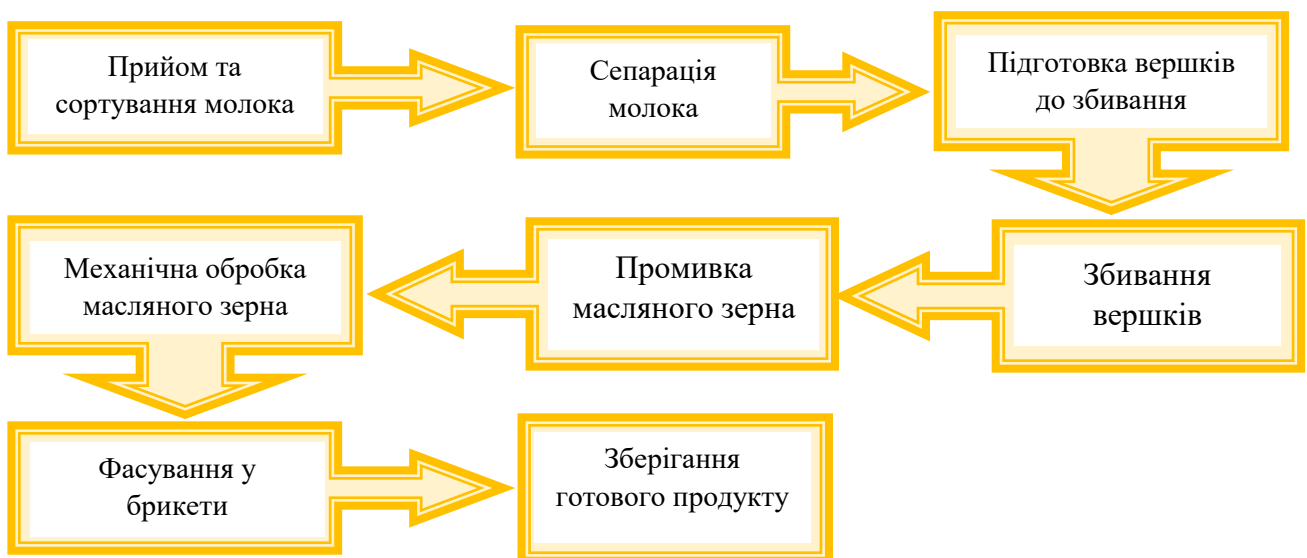 Прийом та
сортування молока
Сепарація
молока
Підготовка вершків
до збивання
Збивання
вершків
Промивка
масляного зерна
Механічна обробка
масляного зерна
Фасування у
брикети
Зберігання
готового продукту